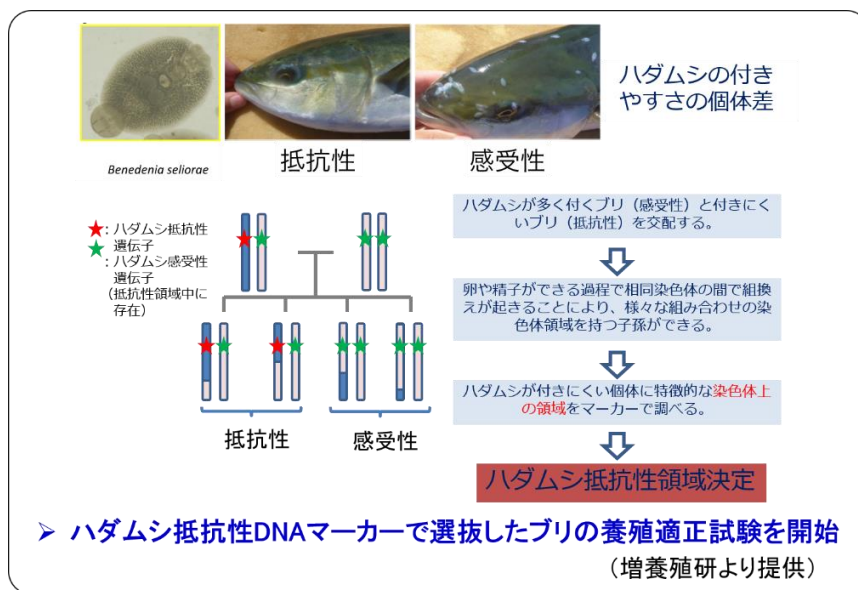 ハダムシの付き
やすさの個体差
Benedenia seliorae
抵抗性
感受性
★：ハダムシ抵抗性
遺伝子
★：ハダムシ感受性
遺伝子
（抵抗性領域中に
存在）
抵抗性
感受性
ハダムシが多く付くブリ（感受性）と付きにく
いブリ（抵抗性）を交配する。
卵や精子ができる過程で相同染色体の間で組換
えが起きることにより、様々な組み合わせの染
色体領域を持つ子孫ができる。
ハダムシが付きにくい個体に特徴的な染色体上
の領域をマーカーで調べる。
ハダムシ抵抗性領域決定
➢ ハダムシ抵抗性DNAマーカーで選抜したブリの養殖適正試験を開始
（増養殖研より提供）